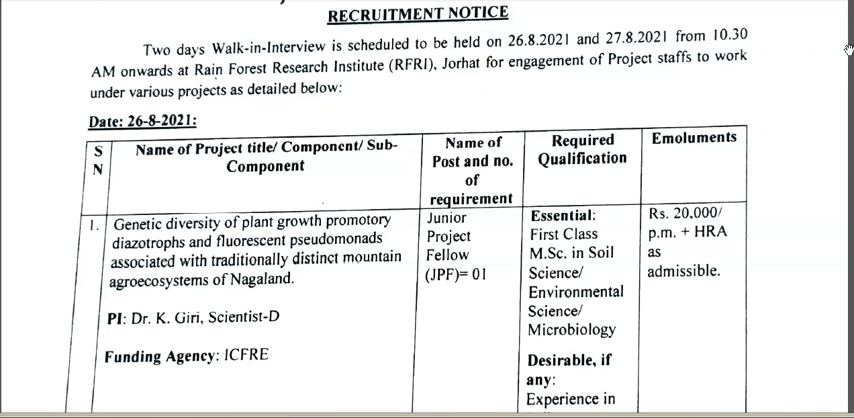 RECRUITMENT NOTICE
Two days Walk-in-Interview is scheduled to be held on 26.8.2021 and 27.8.2021 from 10.30
AM onwards at Rain Forest Research Institute (RFRI), Jorhat for engagement of Project staffs to work
under various projects as detailed below:
Date: 26-8-2021:
S
N
Name of Project title/ Component/ Sub-
Component
Name of
Post and no.
of
requirement
Required
Qualification
Emoluments
1.
Genetic diversity of plant growth promotory
diazotrophs and fluorescent pseudomonads
associated with traditionally distinct mountain
agroecosystems of Nagaland.
PI: Dr. K. Giri, Scientist-D
Funding Agency: ICFRE
Junior
Project
Fellow
(JPF)= 01
Essential:
First Class
M.Sc. in Soil
Science/
Environmental
Science/
Microbiology
Desirable, if
any:
Experience in
Rs. 20,000/
p.m. + HRA
as
admissible.